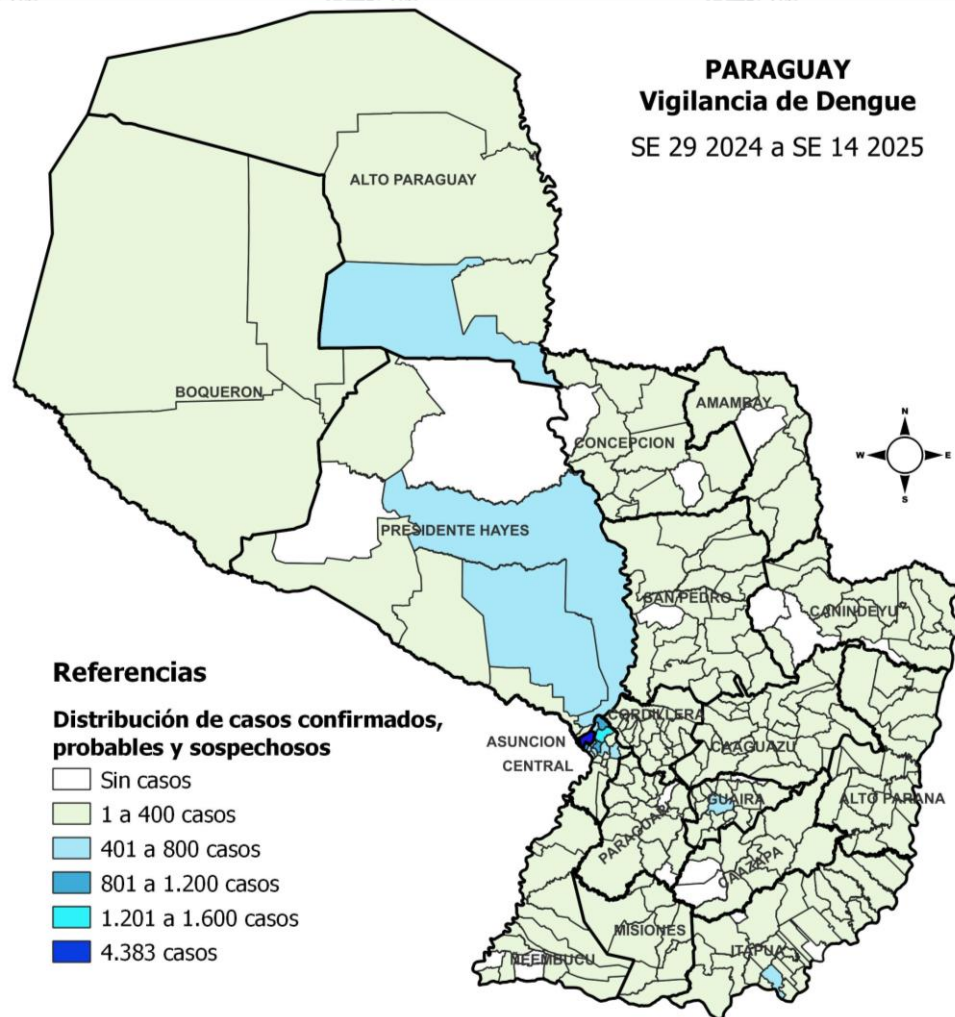 PARAGUAY
Vigilancia de Dengue
SE 29 2024 a SE 14 2025
ALTO PARAGUAY
BOQUERON
AMAMBAY
CONCEPCION
N
W
E
S
PRESIDENTE HAYES
SAN PEDRO
CANINDEYU
CORDILLERA
ASUNCION
CENTRAL
CAAGUAZU
GUAIRA
ALTO PARANA
PARAGUARI
CAAZAPA
MISIONES
ITAPUA
ÑEEMBUCU
Referencias
Distribución de casos confirmados,
probables y sospechosos
Sin casos
1 a 400 casos
401 a 800 casos
801 a 1.200 casos
1.201 a 1.600 casos
4.383 casos